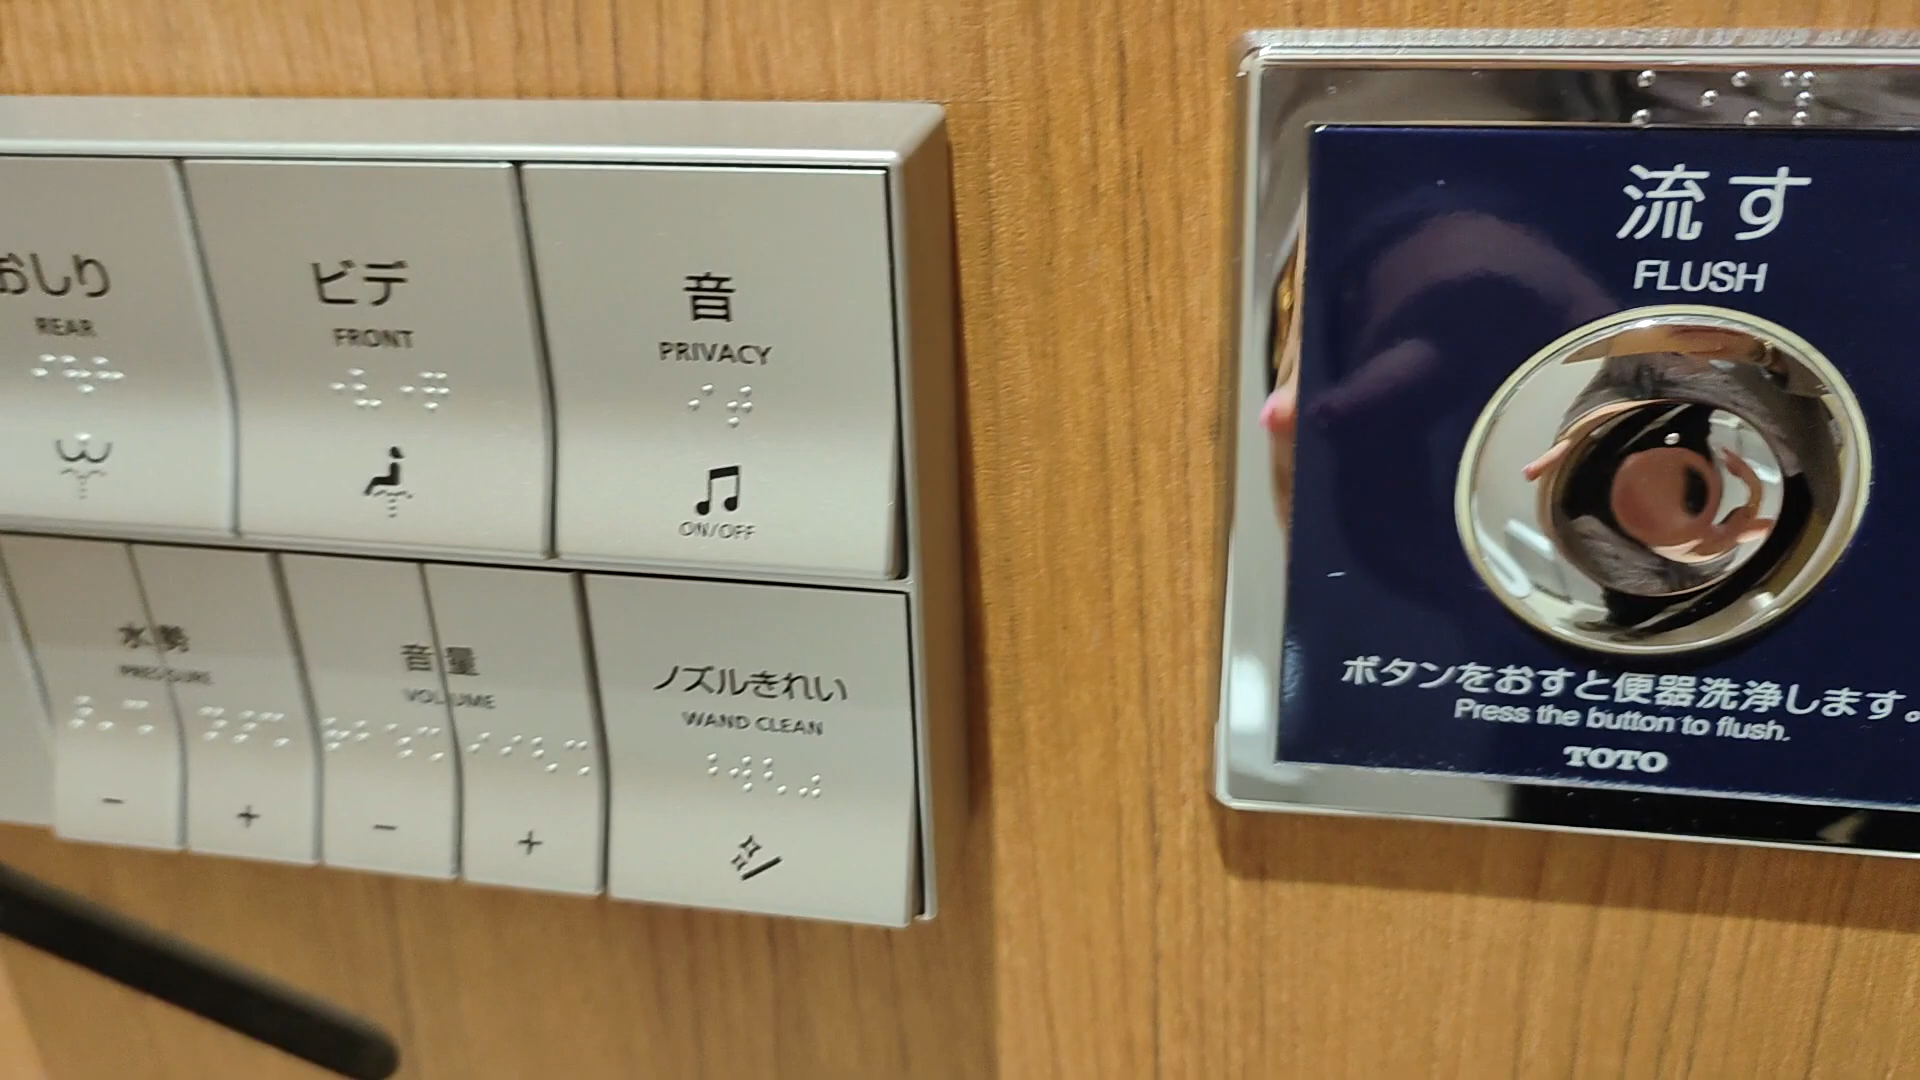 おしり
REAR
ビデ
FRONT
音
PRIVACY
ON/OFF
水勢
PRESSURE
- +
音量
VOLUME
- +
ノズルきれい
WAND CLEAN
流す
FLUSH
ボタンをおすと便器洗浄します。
Press the button to flush.
TOTO